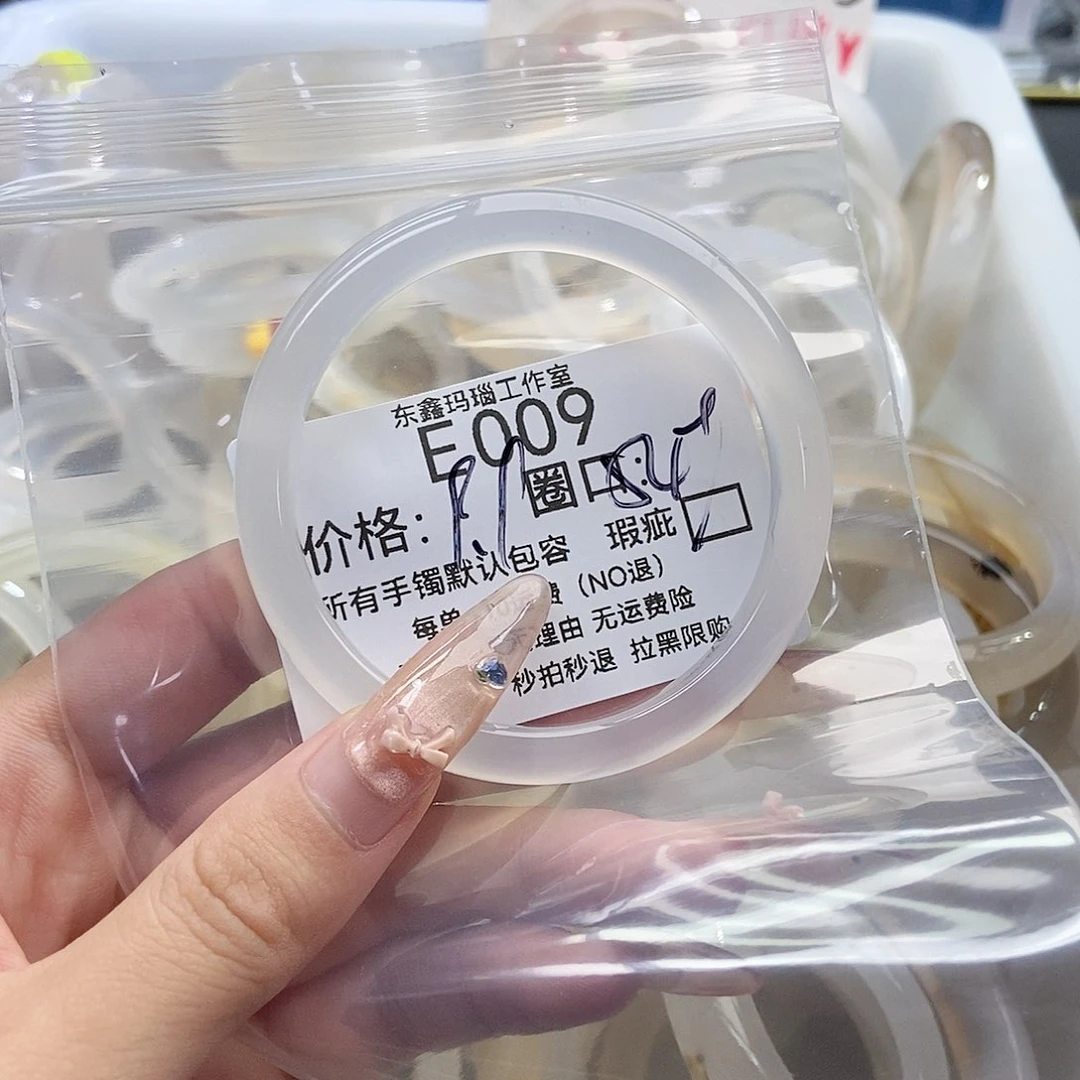 东鑫玛瑙工作室
E009
圈口:
价格:
瑕疵
所有手镯默认包容
每单 费（NO退）
理由 无运费险
秒拍秒退 拉黑限购